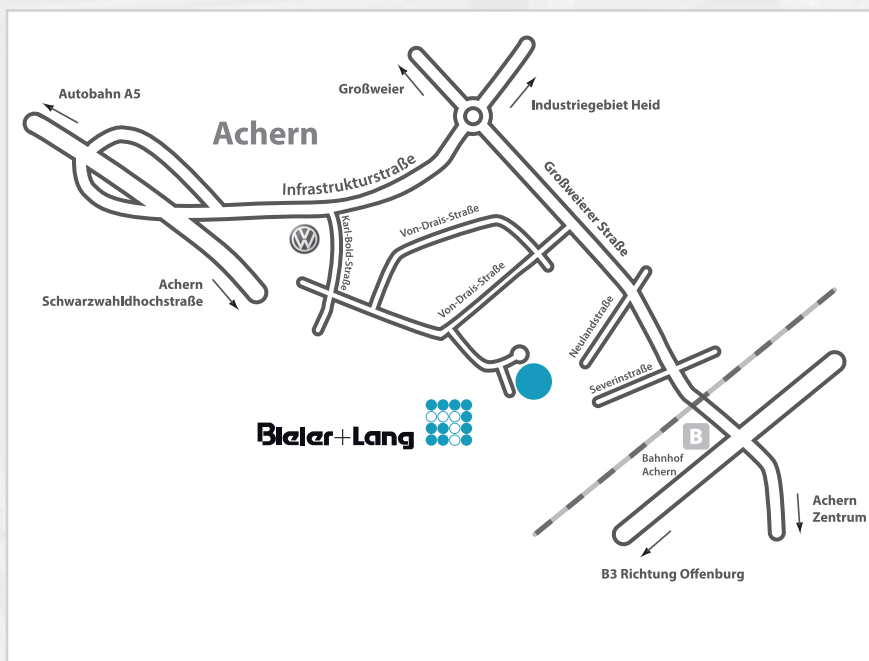 Autobahn A5
Großweier
Industriegebiet Heid
Achern
Infrastrukturstraße
Großweierer Straße
Karl-Bold-Straße
Von-Drais-Straße
Von-Drais-Straße
Achern
Schwarzwaldhochstraße
Neulandstraße
Severinstraße
Bieler+Lang
B
Bahnhof
Achern
Achern
Zentrum
B3 Richtung Offenburg